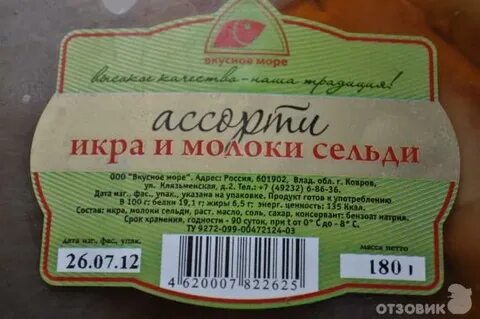 вкусное море
высокое качество - наша традиция!
ассорти
икра и молоки сельди
ООО "Вкусное море". Адрес: Россия, 601902, Влад. обл. г. Ковров,
ул. Клязьменская, д.2. Тел.: +7 (49232) 6-86-36.
Дата изг., фас., упак., указана на упаковке. Продукт готов к употреблению
В 100 г: белки 19,1 г; жиры 6,5 г; энерг. ценность: 135 Ккал.
Состав: икра, молоки сельди, раст. масло, соль, сахар, консервант: бензоат натрия.
Срок хранения, годности - 90 суток, при t от 0° С до - 8° С.
ТУ 9272-099-00472124-03
дата изг, фас, упак.
26.07.12
4 620007 822625
масса нетто
180 г
ОТЗОВИК